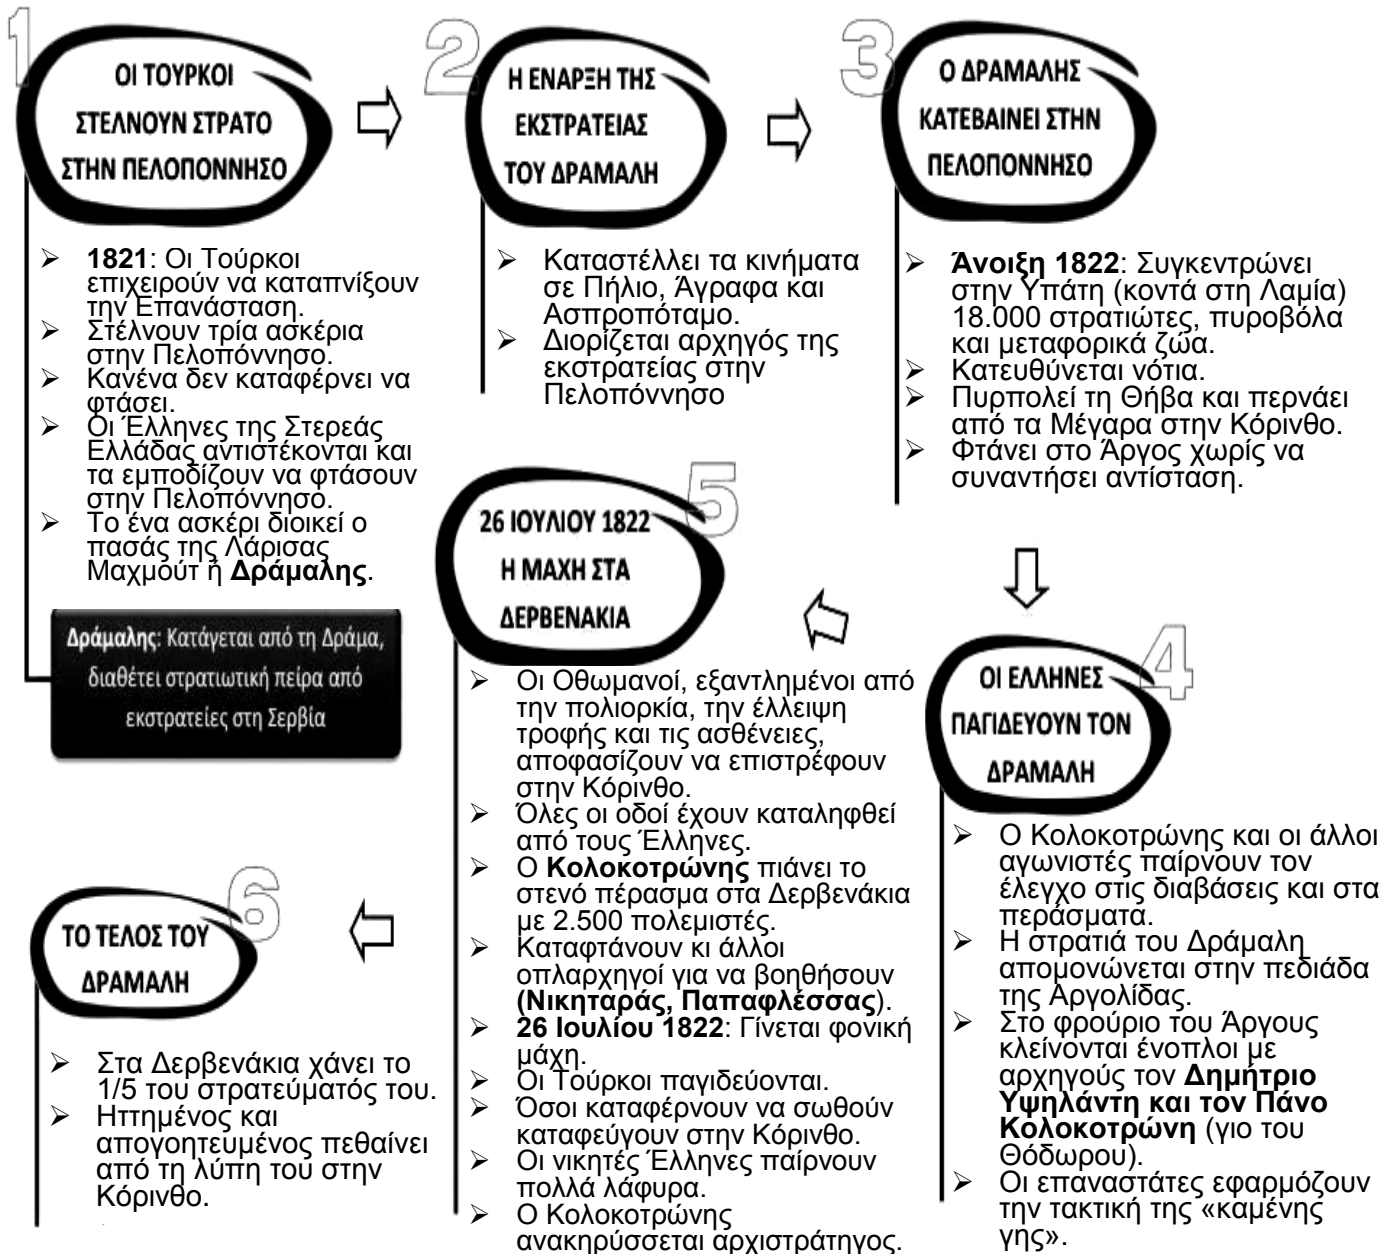 1
ΟΙ ΤΟΥΡΚΟΙ
ΣΤΕΛΝΟΥΝ ΣΤΡΑΤΟ
ΣΤΗΝ ΠΕΛΟΠΟΝΝΗΣΟ
➢ 1821: Οι Τούρκοι
επιχειρούν να καταπνίξουν
την Επανάσταση.
➢ Στέλνουν τρία ασκέρια
στην Πελοπόννησο.
➢ Κανένα δεν καταφέρνει να
φτάσει.
➢ Οι Έλληνες της Στερεάς
Ελλάδας αντιστέκονται και
τα εμποδίζουν να φτάσουν
στην Πελοπόννησο.
➢ Το ένα ασκέρι διοικεί ο
πασάς της Λάρισας
Μαχμούτ ή Δράμαλης.
Δράμαλης: Κατάγεται από τη Δράμα,
διαθέτει στρατιωτική πείρα από
εκστρατείες στη Σερβία
2
Η ΕΝΑΡΞΗ ΤΗΣ
ΕΚΣΤΡΑΤΕΙΑΣ
ΤΟΥ ΔΡΑΜΑΛΗ
➢ Καταστέλλει τα κινήματα
σε Πήλιο, Άγραφα και
Ασπροπόταμο.
➢ Διορίζεται αρχηγός της
εκστρατείας στην
Πελοπόννησο
3
Ο ΔΡΑΜΑΛΗΣ
ΚΑΤΕΒΑΙΝΕΙ ΣΤΗΝ
ΠΕΛΟΠΟΝΝΗΣΟ
➢ Άνοιξη 1822: Συγκεντρώνει
στην Υπάτη (κοντά στη Λαμία)
18.000 στρατιώτες, πυροβόλα
και μεταφορικά ζώα.
➢ Κατευθύνεται νότια.
➢ Πυρπολεί τη Θήβα και περνάει
από τα Μέγαρα στην Κόρινθο.
➢ Φτάνει στο Άργος χωρίς να
συναντήσει αντίσταση.
4
ΟΙ ΕΛΛΗΝΕΣ
ΠΑΓΙΔΕΥΟΥΝ ΤΟΝ
ΔΡΑΜΑΛΗ
➢ Ο Κολοκοτρώνης και οι άλλοι
αγωνιστές παίρνουν τον
έλεγχο στις διαβάσεις και στα
περάσματα.
➢ Η στρατιά του Δράμαλη
απομονώνεται στην πεδιάδα
της Αργολίδας.
➢ Στο φρούριο του Άργους
κλείνονται ένοπλοι με
αρχηγούς τον Δημήτριο
Υψηλάντη και τον Πάνο
Κολοκοτρώνη (γιο του
Θόδωρου).
➢ Οι επαναστάτες εφαρμόζουν
την τακτική της «καμένης
γης».
5
26 ΙΟΥΛΙΟΥ 1822
Η ΜΑΧΗ ΣΤΑ
ΔΕΡΒΕΝΑΚΙΑ
➢ Οι Οθωμανοί, εξαντλημένοι από
την πολιορκία, την έλλειψη
τροφής και τις ασθένειες,
αποφασίζουν να επιστρέφουν
στην Κόρινθο.
➢ Όλες οι οδοί έχουν καταληφθεί
από τους Έλληνες.
➢ Ο Κολοκοτρώνης πιάνει το
στενό πέρασμα στα Δερβενάκια
με 2.500 πολεμιστές.
➢ Καταφτάνουν κι άλλοι
οπλαρχηγοί για να βοηθήσουν
(Νικηταράς, Παπαφλέσσας).
➢ 26 Ιουλίου 1822: Γίνεται φονική
μάχη.
➢ Οι Τούρκοι παγιδεύονται.
➢ Όσοι καταφέρνουν να σωθούν
καταφεύγουν στην Κόρινθο.
➢ Οι νικητές Έλληνες παίρνουν
πολλά λάφυρα.
➢ Ο Κολοκοτρώνης
ανακηρύσσεται αρχιστράτηγος.
6
ΤΟ ΤΕΛΟΣ ΤΟΥ
ΔΡΑΜΑΛΗ
➢ Στα Δερβενάκια χάνει το
1/5 του στρατεύματός του.
➢ Ηττημένος και
απογοητευμένος πεθαίνει
από τη λύπη του στην
Κόρινθο.